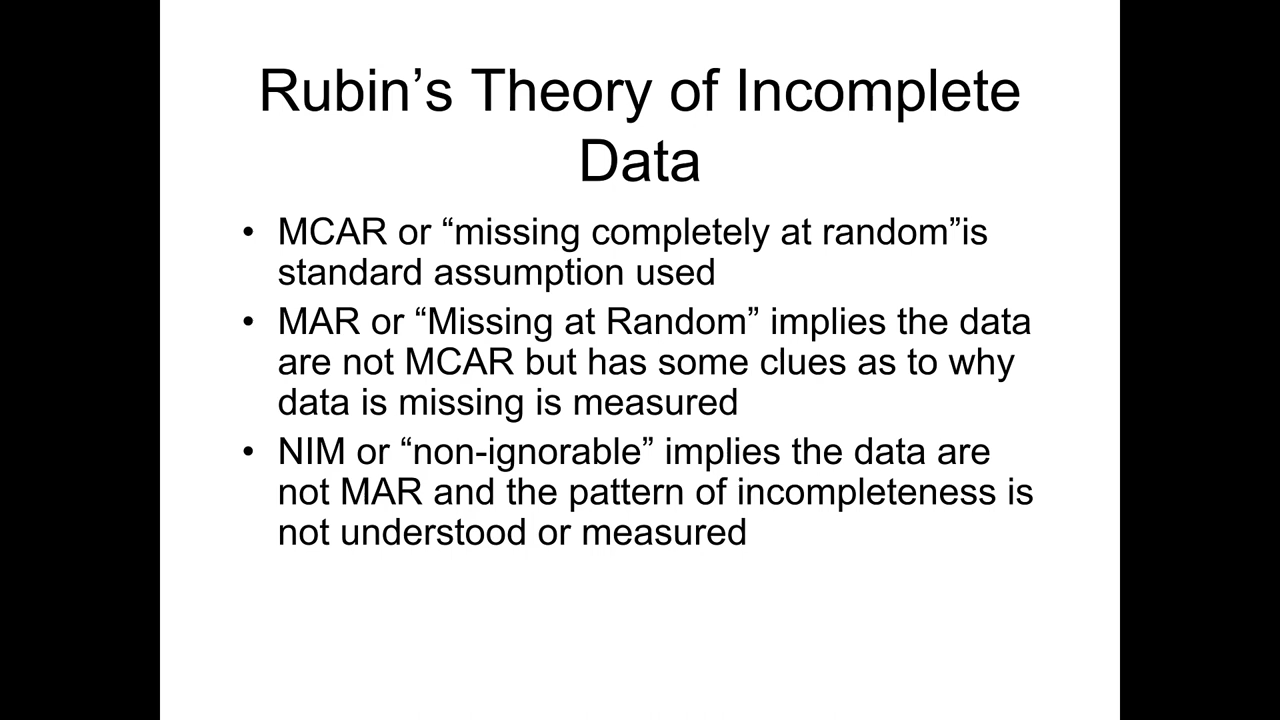 Rubin’s Theory of Incomplete
Data
• MCAR or “missing completely at random”is
standard assumption used
• MAR or “Missing at Random” implies the data
are not MCAR but has some clues as to why
data is missing is measured
• NIM or “non-ignorable” implies the data are
not MAR and the pattern of incompleteness is
not understood or measured